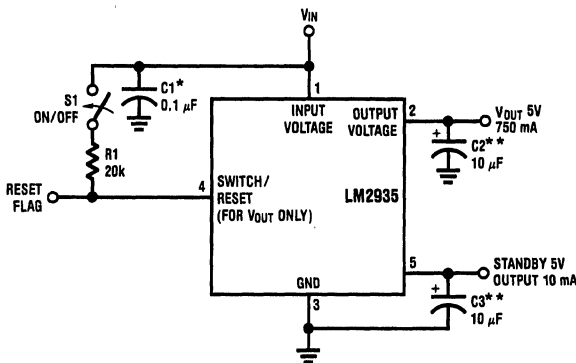 VIN
S1
ON/OFF
C1*
0.1 μF
R1
20k
RESET
FLAG
1
INPUT
VOLTAGE
OUTPUT
VOLTAGE
2
VOUT 5V
750 mA
C2**
10 μF
4
SWITCH/
RESET
(FOR VOUT ONLY)
LM2935
5
STANDBY 5V
OUTPUT 10 mA
C3**
10 μF
GND
3
+
+